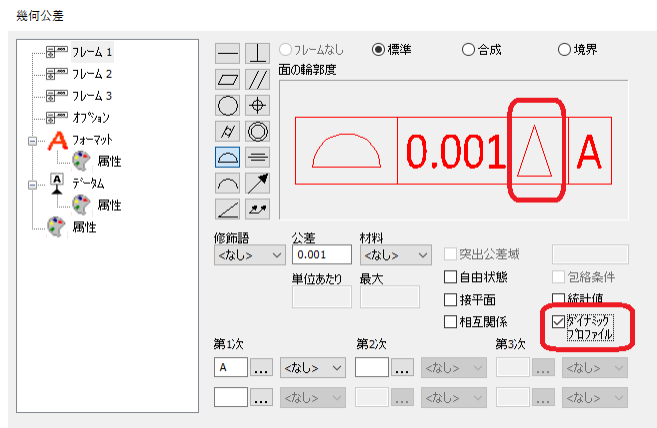 幾何公差
フレーム 1
フレーム 2
フレーム 3
オプション
フォーマット
属性
データム
属性
属性
フレームなし 標準 合成 境界
面の輪郭度
0.001 A
修飾語 公差 材料
<なし> 0.001 <なし> 突出公差域
単位あたり 最大 自由状態 包絡条件
接平面 統計値
相互関係 ダイナミック
プロファイル
第1次 第2次 第3次
A ... <なし> ... <なし> ... <なし>
... <なし> ... <なし> ... <なし>